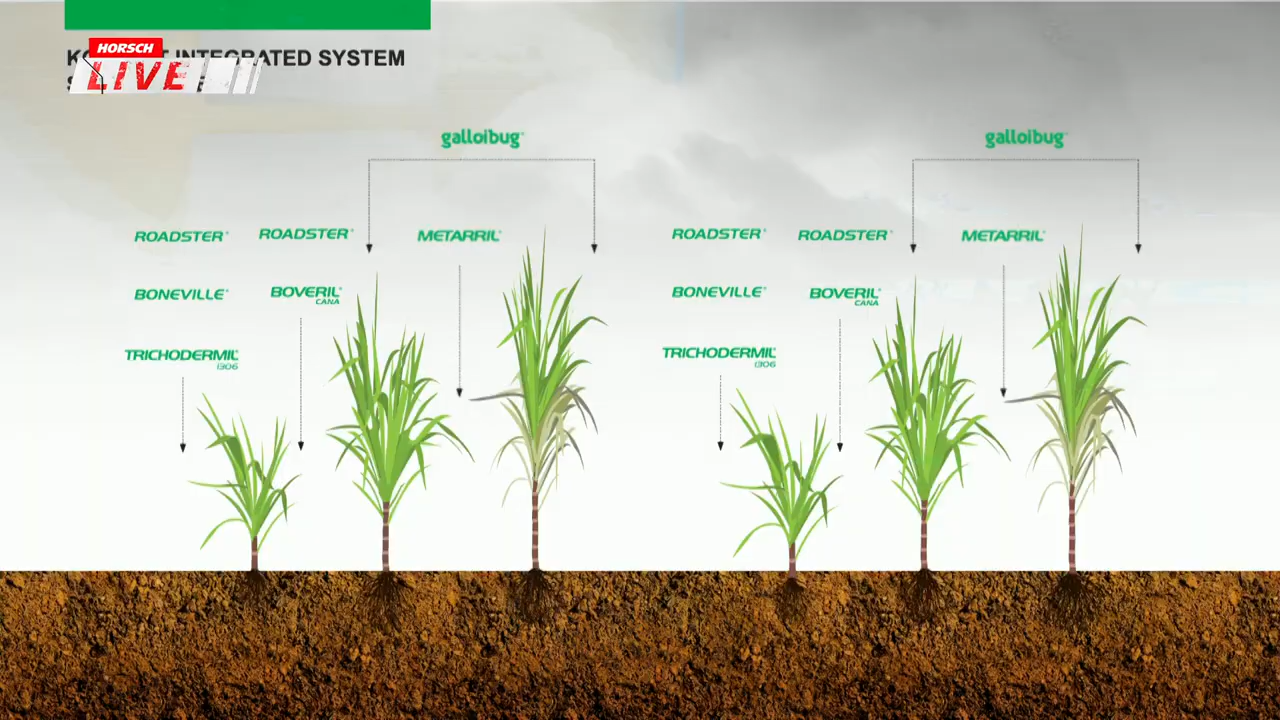 HORSCH
LIVE
INTEGRATED SYSTEM
galloibug®
galloibug®
ROADSTER®
ROADSTER®
METARRIL®
ROADSTER®
ROADSTER®
METARRIL®
BONEVILLE®
BOVERIL®
CANA
BONEVILLE®
BOVERIL®
CANA
TRICHODERMIL®
1306
TRICHODERMIL®
1306